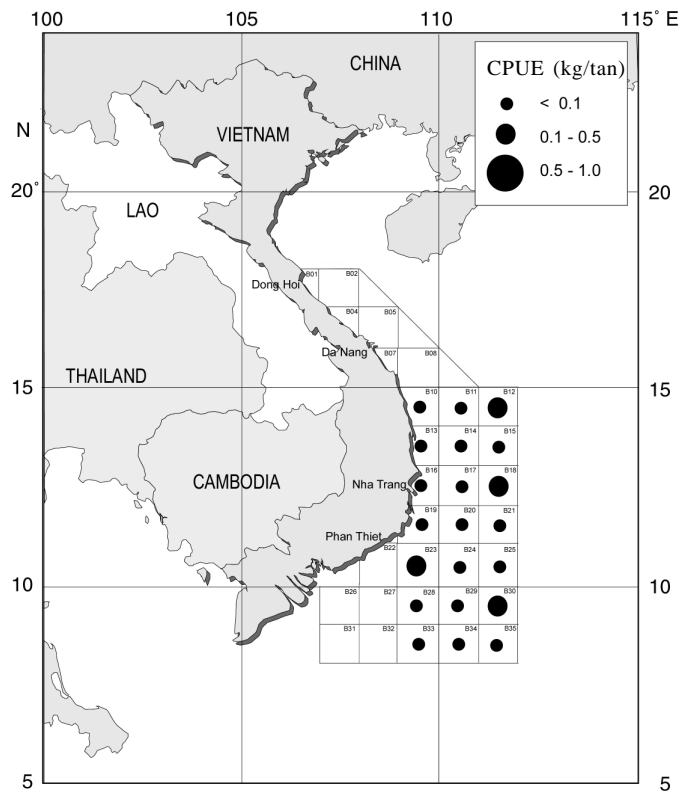 100 105 110 115° E
CHINA
CPUE (kg/tan)
< 0.1
0.1 - 0.5
0.5 - 1.0
N
VIETNAM
20° 20
LAO
B01 B02
Dong Hoi
B04 B05
Da Nang
B07 B08
THAILAND
15 15
B10 B11 B12
B13 B14 B15
B16 B17 B18
CAMBODIA
Nha Trang
B19 B20 B21
Phan Thiet
B22 B23 B24 B25
10 10
B26 B27 B28 B29 B30
B31 B32 B33 B34 B35
5 5